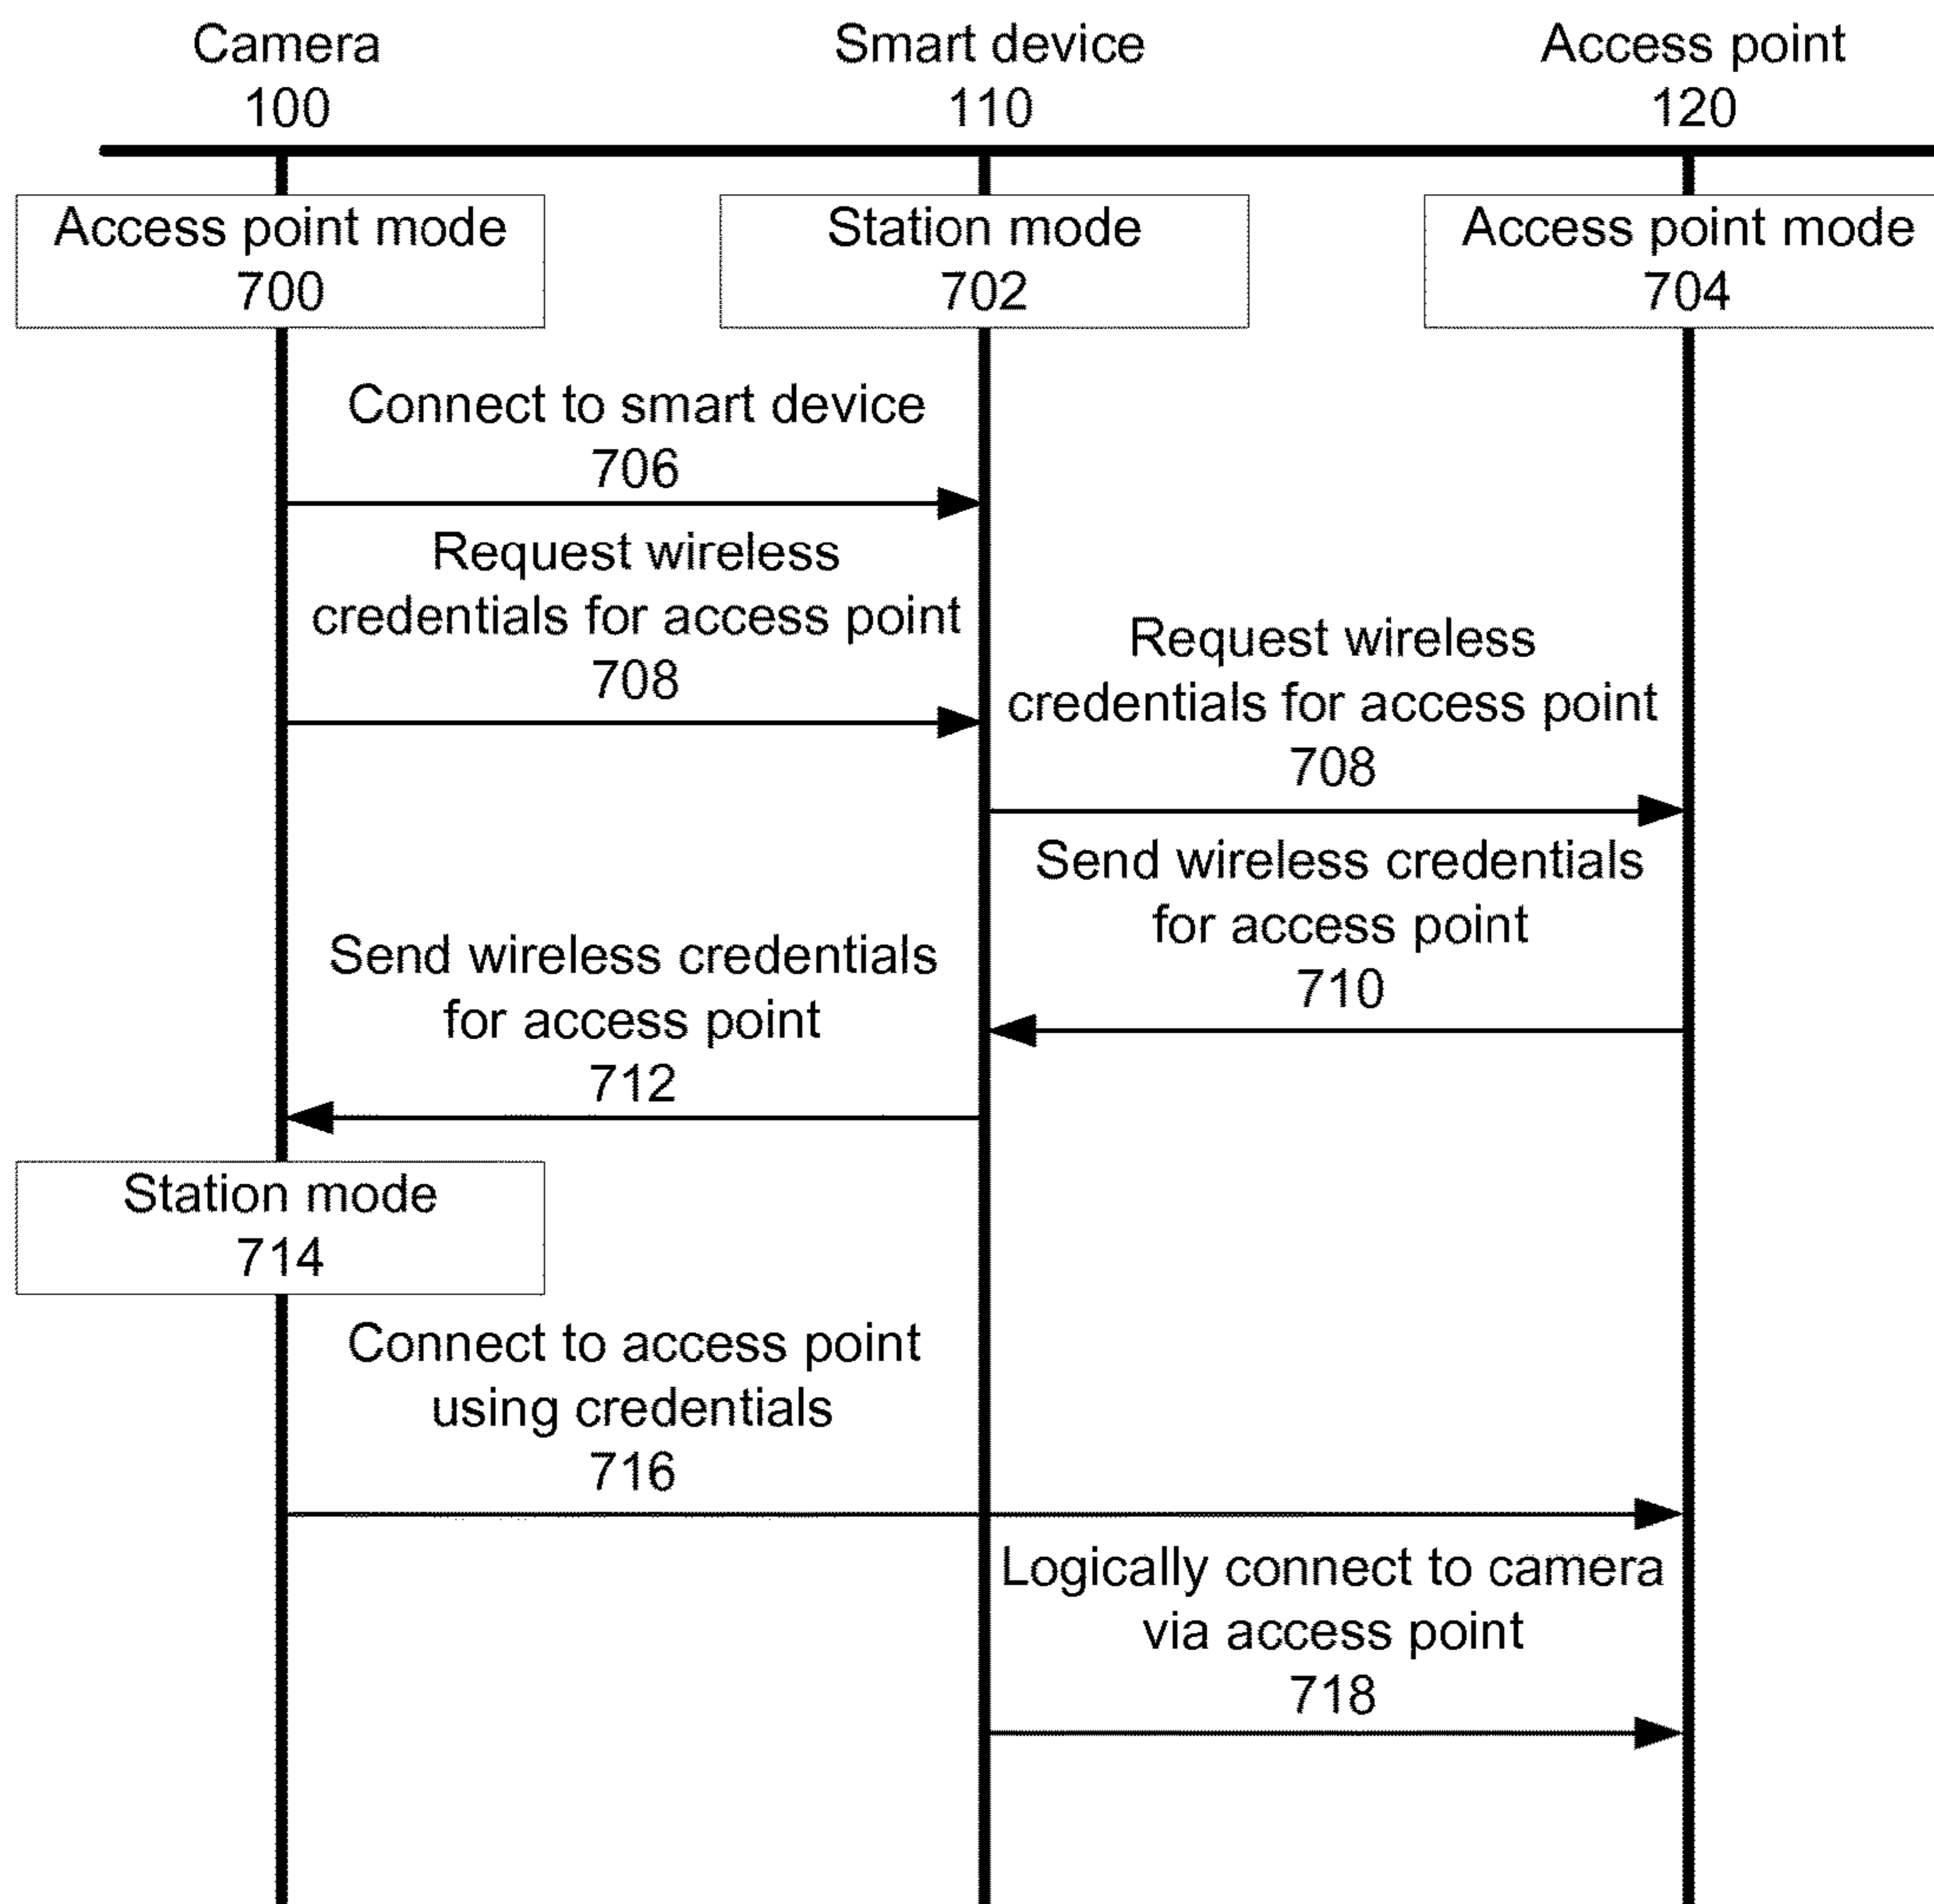 Camera
100
Smart device
110
Access point
120
Access point mode
700
Station mode
702
Access point mode
704
Connect to smart device
706
Request wireless
credentials for access point
708
Request wireless
credentials for access point
708
Send wireless credentials
for access point
710
Send wireless credentials
for access point
712
Station mode
714
Connect to access point
using credentials
716
Logically connect to camera
via access point
718